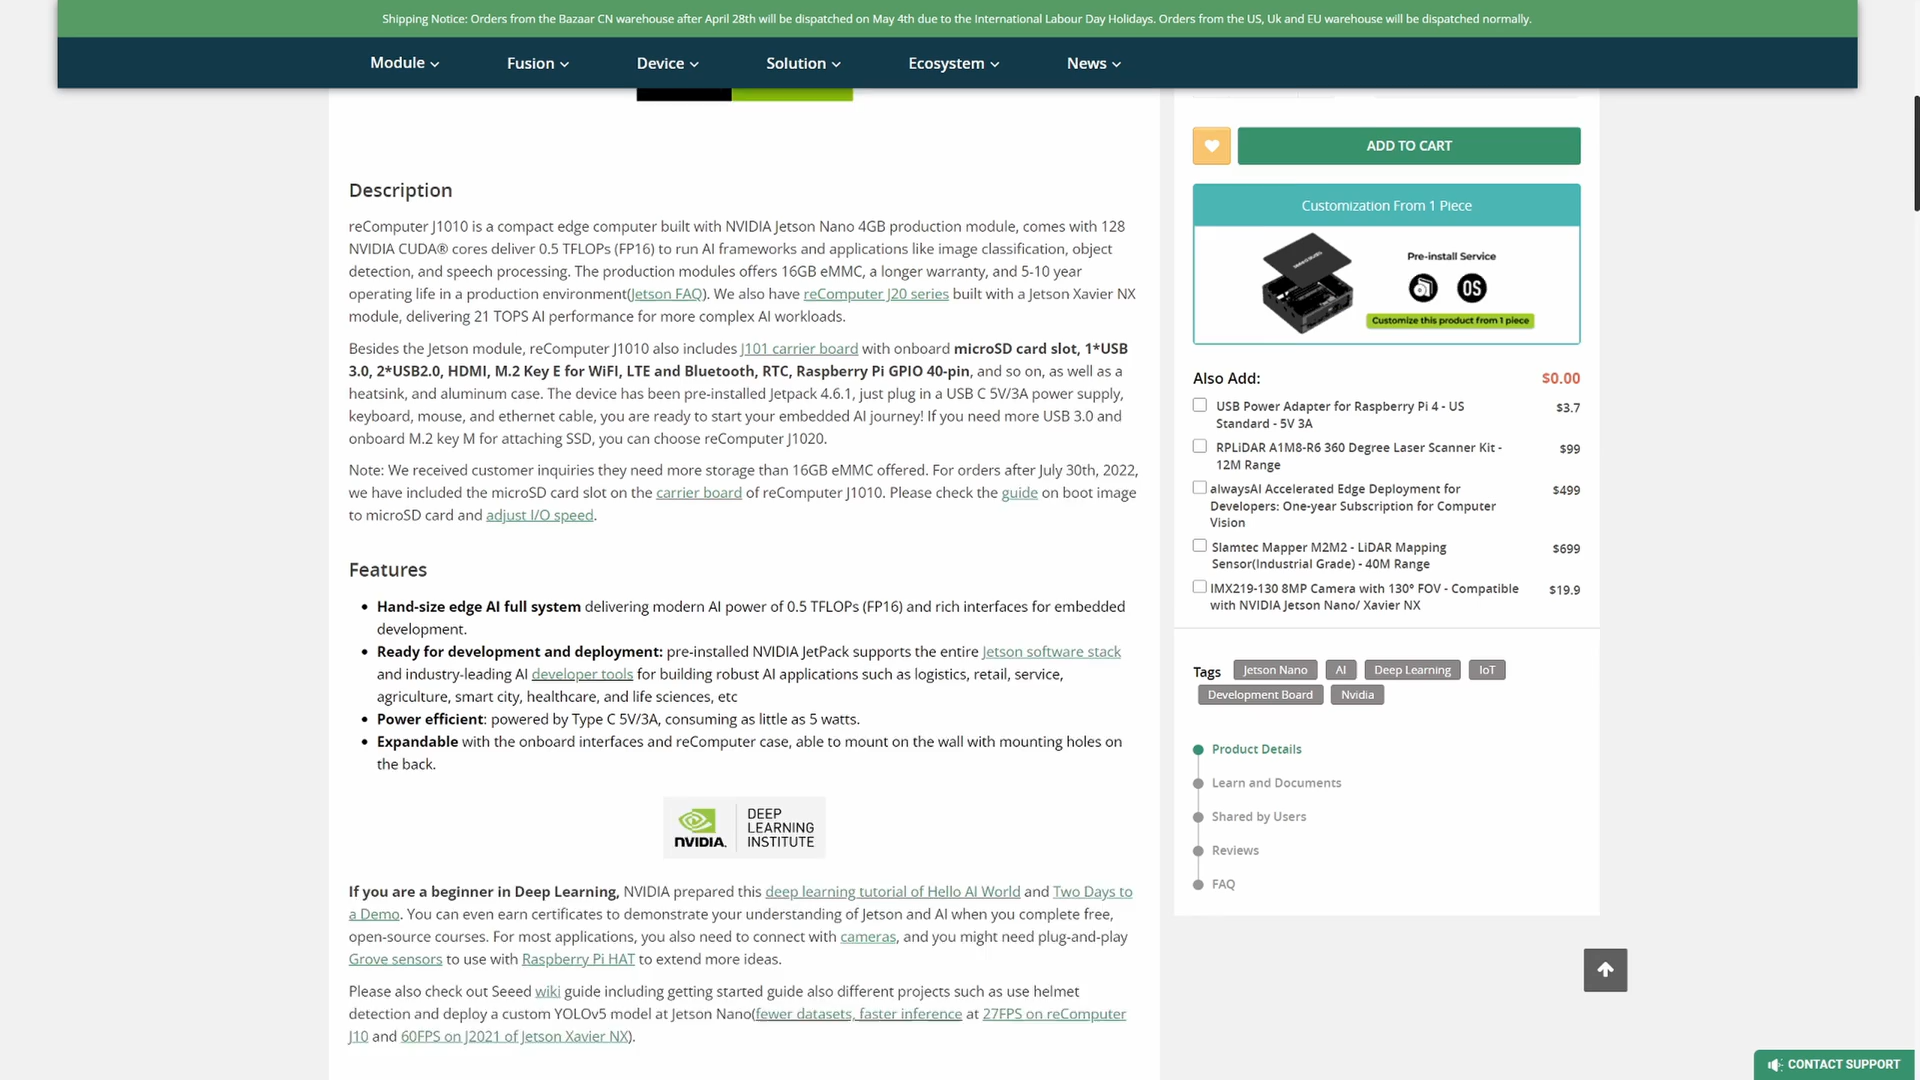 Shipping Notice: Orders from the Bazaar CN warehouse after April 28th will be dispatched on May 4th due to the International Labour Day Holidays. Orders from the US, Uk and EU warehouse will be dispatched normally.
Module
Fusion
Device
Solution
Ecosystem
News
Description
reComputer J1010 is a compact edge computer built with NVIDIA Jetson Nano 4GB production module, comes with 128
NVIDIA CUDA® cores deliver 0.5 TFLOPs (FP16) to run AI frameworks and applications like image classification, object
detection, and speech processing. The production modules offers 16GB eMMC, a longer warranty, and 5-10 year
operating life in a production environment(Jetson FAQ). We also have reComputer J20 series built with a Jetson Xavier NX
module, delivering 21 TOPS AI performance for more complex AI workloads.
Besides the Jetson module, reComputer J1010 also includes J101 carrier board with onboard microSD card slot, 1*USB
3.0, 2*USB2.0, HDMI, M.2 Key E for WiFI, LTE and Bluetooth, RTC, Raspberry Pi GPIO 40-pin, and so on, as well as a
heatsink, and aluminum case. The device has been pre-installed Jetpack 4.6.1, just plug in a USB C 5V/3A power supply,
keyboard, mouse, and ethernet cable, you are ready to start your embedded AI journey! If you need more USB 3.0 and
onboard M.2 key M for attaching SSD, you can choose reComputer J1020.
Note: We received customer inquiries they need more storage than 16GB eMMC offered. For orders after July 30th, 2022,
we have included the microSD card slot on the carrier board of reComputer J1010. Please check the guide on boot image
to microSD card and adjust I/O speed.
Features
• Hand-size edge AI full system delivering modern AI power of 0.5 TFLOPs (FP16) and rich interfaces for embedded
development.
• Ready for development and deployment: pre-installed NVIDIA JetPack supports the entire Jetson software stack
and industry-leading AI developer tools for building robust AI applications such as logistics, retail, service,
agriculture, smart city, healthcare, and life sciences, etc
• Power efficient: powered by Type C 5V/3A, consuming as little as 5 watts.
• Expandable with the onboard interfaces and reComputer case, able to mount on the wall with mounting holes on
the back.
NVIDIA.
DEEP
LEARNING
INSTITUTE
If you are a beginner in Deep Learning, NVIDIA prepared this deep learning tutorial of Hello AI World and Two Days to
a Demo. You can even earn certificates to demonstrate your understanding of Jetson and AI when you complete free,
open-source courses. For most applications, you also need to connect with cameras, and you might need plug-and-play
Grove sensors to use with Raspberry Pi HAT to extend more ideas.
Please also check out Seeed wiki guide including getting started guide also different projects such as use helmet
detection and deploy a custom YOLOv5 model at Jetson Nano(fewer datasets, faster inference at 27FPS on reComputer
J10 and 60FPS on J2021 of Jetson Xavier NX).
ADD TO CART
Customization From 1 Piece
Pre-install Service
OS
Customize this product from 1 piece
Also Add: $0.00
USB Power Adapter for Raspberry Pi 4 - US $3.7
Standard - 5V 3A
RPLiDAR A1M8-R6 360 Degree Laser Scanner Kit - $99
12M Range
alwaysAI Accelerated Edge Deployment for $499
Developers: One-year Subscription for Computer
Vision
Slamtec Mapper M2M2 - LiDAR Mapping $699
Sensor(Industrial Grade) - 40M Range
IMX219-130 8MP Camera with 130° FOV - Compatible $19.9
with NVIDIA Jetson Nano/ Xavier NX
Tags Jetson Nano AI Deep Learning IoT
Development Board Nvidia
Product Details
Learn and Documents
Shared by Users
Reviews
FAQ
CONTACT SUPPORT